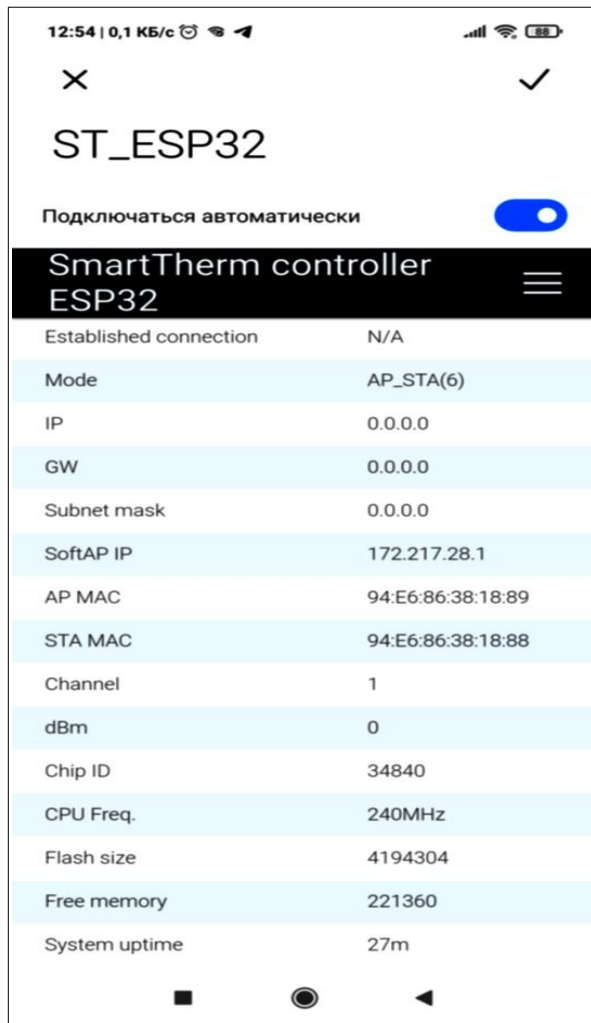 12:54 | 0,1 КБ/с
88
ST_ESP32
Подключаться автоматически
SmartTherm controller
ESP32
Established connection N/A
Mode AP_STA(6)
IP 0.0.0.0
GW 0.0.0.0
Subnet mask 0.0.0.0
SoftAP IP 172.217.28.1
AP MAC 94:E6:86:38:18:89
STA MAC 94:E6:86:38:18:88
Channel 1
dBm 0
Chip ID 34840
CPU Freq. 240MHz
Flash size 4194304
Free memory 221360
System uptime 27m